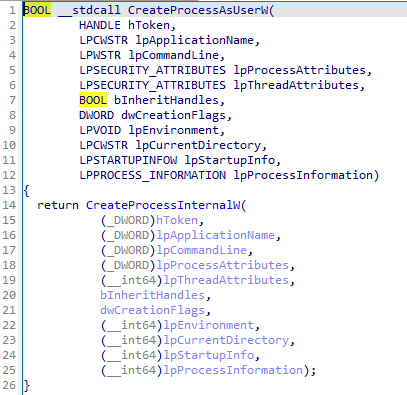 1 BOOL __stdcall CreateProcessAsUserW(
2 HANDLE hToken,
3 LPCWSTR lpApplicationName,
4 LPWSTR lpCommandLine,
5 LPSECURITY_ATTRIBUTES lpProcessAttributes,
6 LPSECURITY_ATTRIBUTES lpThreadAttributes,
7 BOOL bInheritHandles,
8 DWORD dwCreationFlags,
9 LPVOID lpEnvironment,
10 LPCWSTR lpCurrentDirectory,
11 LPSTARTUPINFOW lpStartupInfo,
12 LPPROCESS_INFORMATION lpProcessInformation)
13 {
14 return CreateProcessInternalW(
15 (_DWORD)hToken,
16 (_DWORD)lpApplicationName,
17 (_DWORD)lpCommandLine,
18 (_DWORD)lpProcessAttributes,
19 (__int64)lpThreadAttributes,
20 bInheritHandles,
21 dwCreationFlags,
22 (__int64)lpEnvironment,
23 (__int64)lpCurrentDirectory,
24 (__int64)lpStartupInfo,
25 (__int64)lpProcessInformation);
26 }